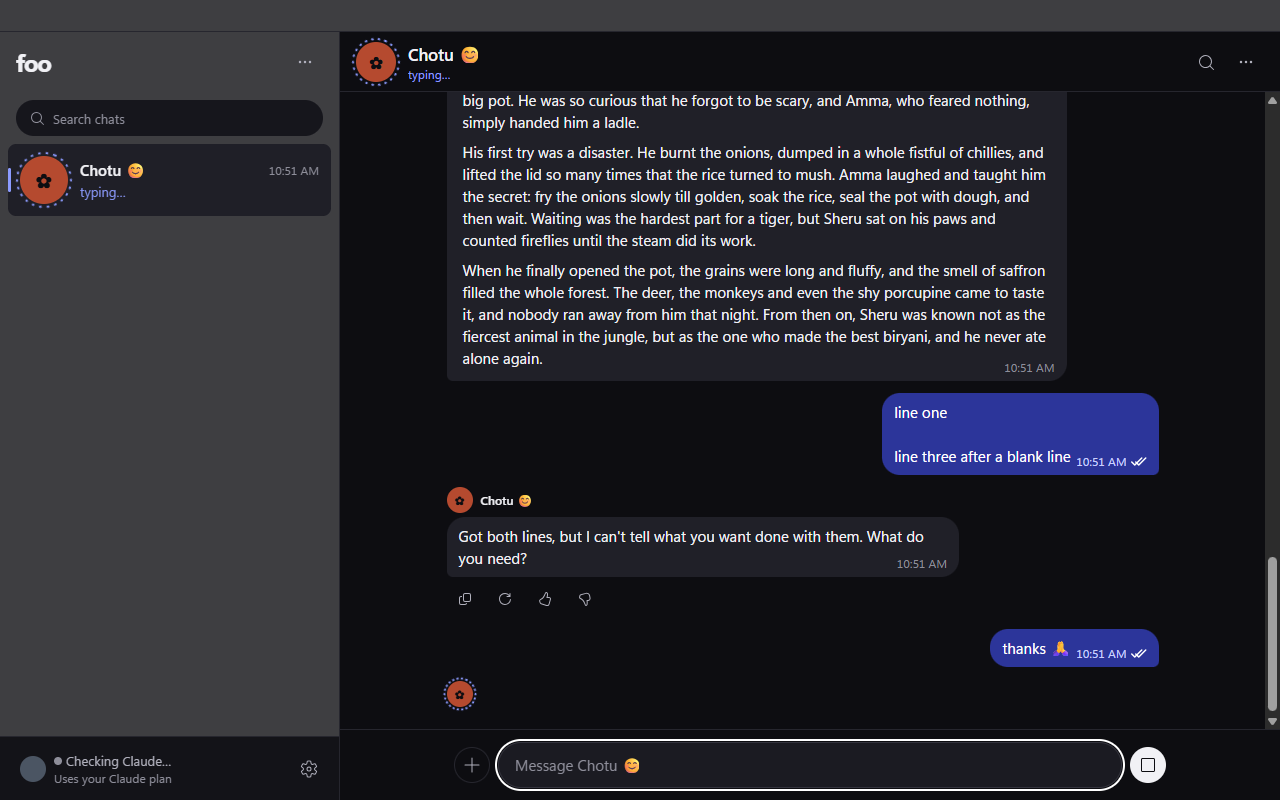 foo
Search chats
Chotu 😊
10:51 AM
typing...
Checking Claude...
Uses your Claude plan
Chotu 😊
typing...
big pot. He was so curious that he forgot to be scary, and Amma, who feared nothing,
simply handed him a ladle.
His first try was a disaster. He burnt the onions, dumped in a whole fistful of chillies, and
lifted the lid so many times that the rice turned to mush. Amma laughed and taught him
the secret: fry the onions slowly till golden, soak the rice, seal the pot with dough, and
then wait. Waiting was the hardest part for a tiger, but Sheru sat on his paws and
counted fireflies until the steam did its work.
When he finally opened the pot, the grains were long and fluffy, and the smell of saffron
filled the whole forest. The deer, the monkeys and even the shy porcupine came to taste
it, and nobody ran away from him that night. From then on, Sheru was known not as the
fiercest animal in the jungle, but as the one who made the best biryani, and he never ate
alone again.
10:51 AM
line one
line three after a blank line 10:51 AM
Chotu 😊
Got both lines, but I can't tell what you want done with them. What do
you need?
10:51 AM
thanks 🙏 10:51 AM
Message Chotu 😊